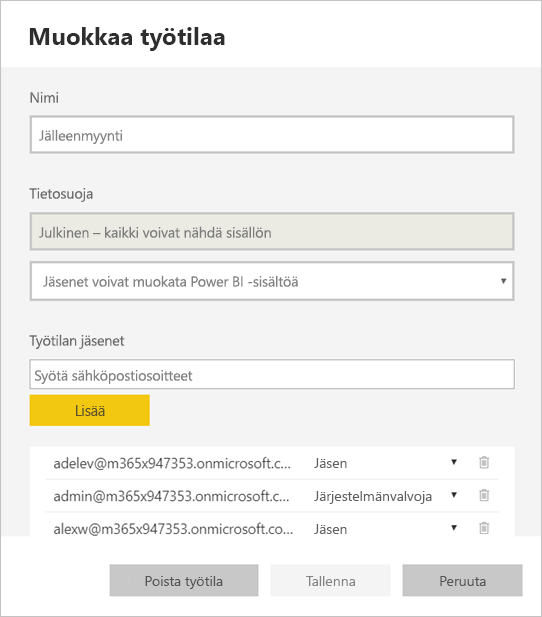 Muokkaa työtilaa
Nimi
Jälleenmyynti
Tietosuoja
Julkinen – kaikki voivat nähdä sisällön
Jäsenet voivat muokata Power BI -sisältöä
Työtilan jäsenet
Syötä sähköpostiosoitteet
Lisää
adelev@m365x947353.onmicrosoft.c... Jäsen
admin@m365x947353.onmicrosoft.c... Järjestelmänvalvoja
alexw@m365x947353.onmicrosoft.co... Jäsen
Poista työtila Tallenna Peruuta